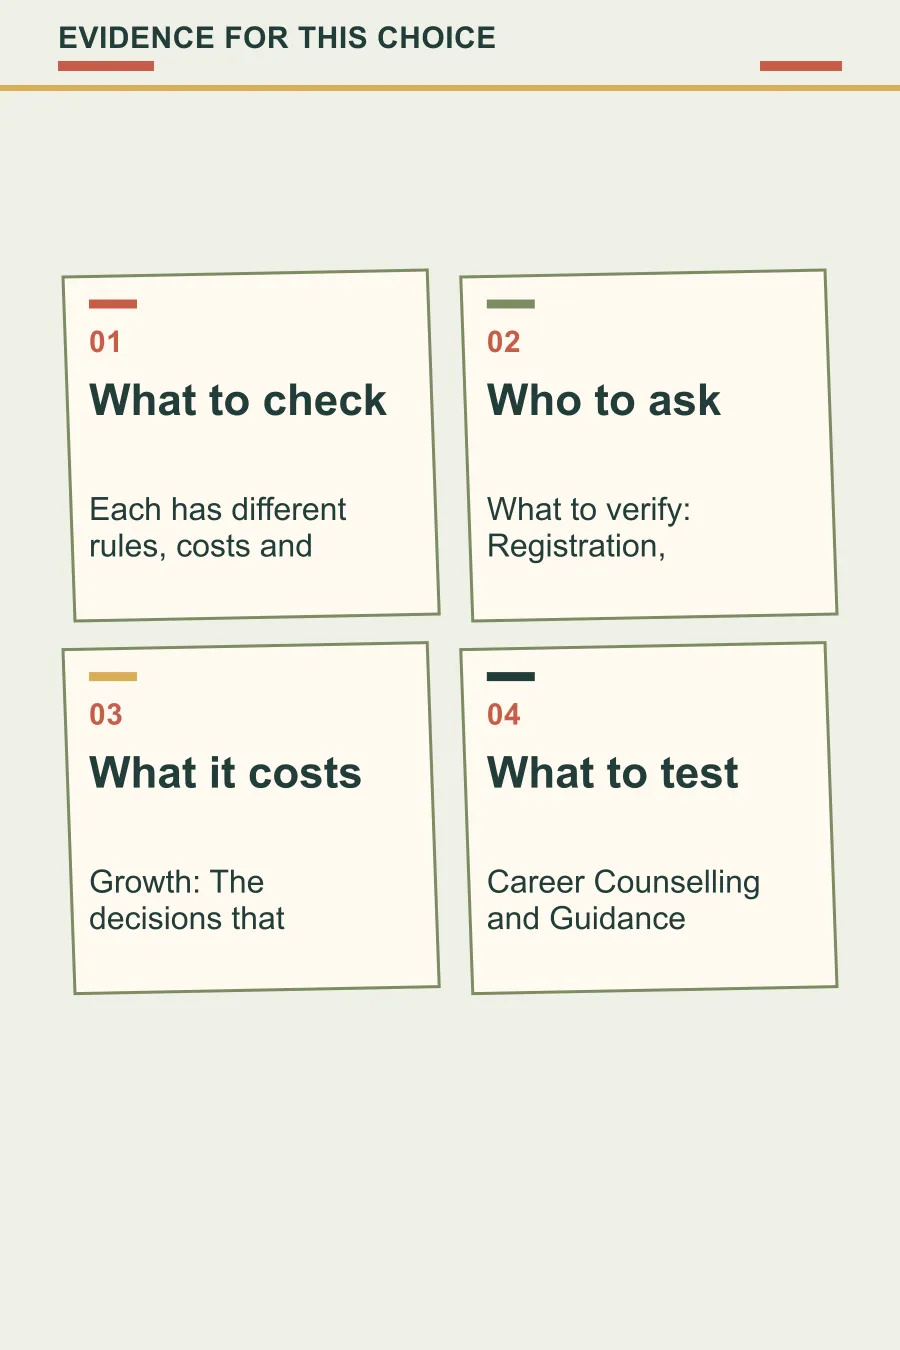 EVIDENCE FOR THIS CHOICE
01
What to check
Each has different
rules, costs and
02
Who to ask
What to verify:
Registration,
03
What it costs
Growth: The
decisions that
04
What to test
Career Counselling
and Guidance